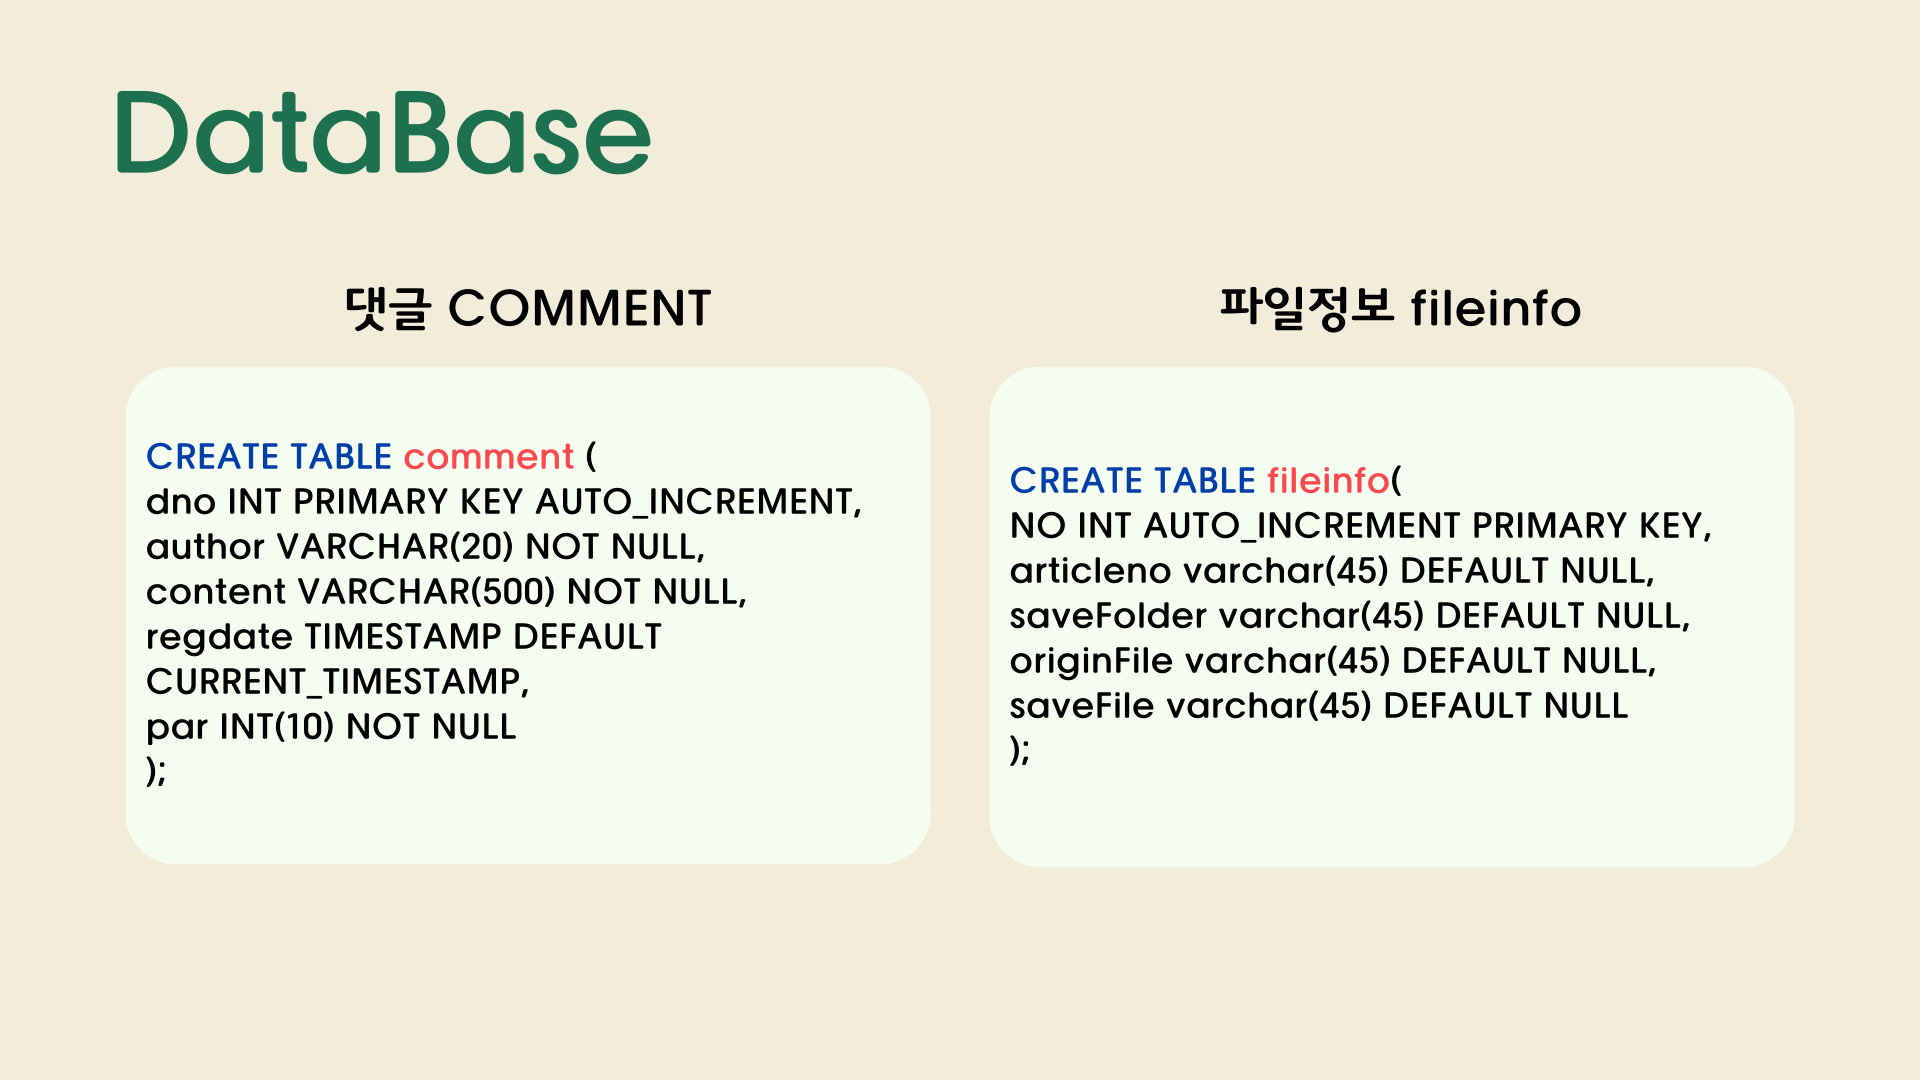 DataBase
댓글 COMMENT
CREATE TABLE comment (
dno INT PRIMARY KEY AUTO_INCREMENT,
author VARCHAR(20) NOT NULL,
content VARCHAR(500) NOT NULL,
regdate TIMESTAMP DEFAULT
CURRENT_TIMESTAMP,
par INT(10) NOT NULL
);
파일정보 fileinfo
CREATE TABLE fileinfo(
NO INT AUTO_INCREMENT PRIMARY KEY,
articleno varchar(45) DEFAULT NULL,
saveFolder varchar(45) DEFAULT NULL,
originFile varchar(45) DEFAULT NULL,
saveFile varchar(45) DEFAULT NULL
);